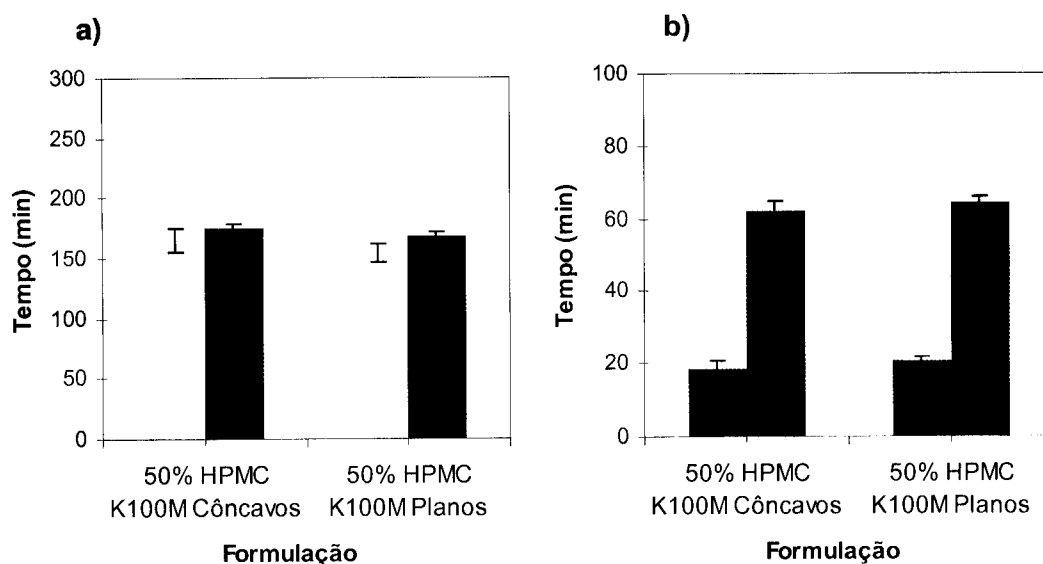 a)
300
250
200
150
100
50
0
Tempo (min)
50% HPMC
K100M Côncavos
50% HPMC
K100M Planos
Formulação
b)
100
80
60
40
20
0
Tempo (min)
50% HPMC
K100M Côncavos
50% HPMC
K100M Planos
Formulação